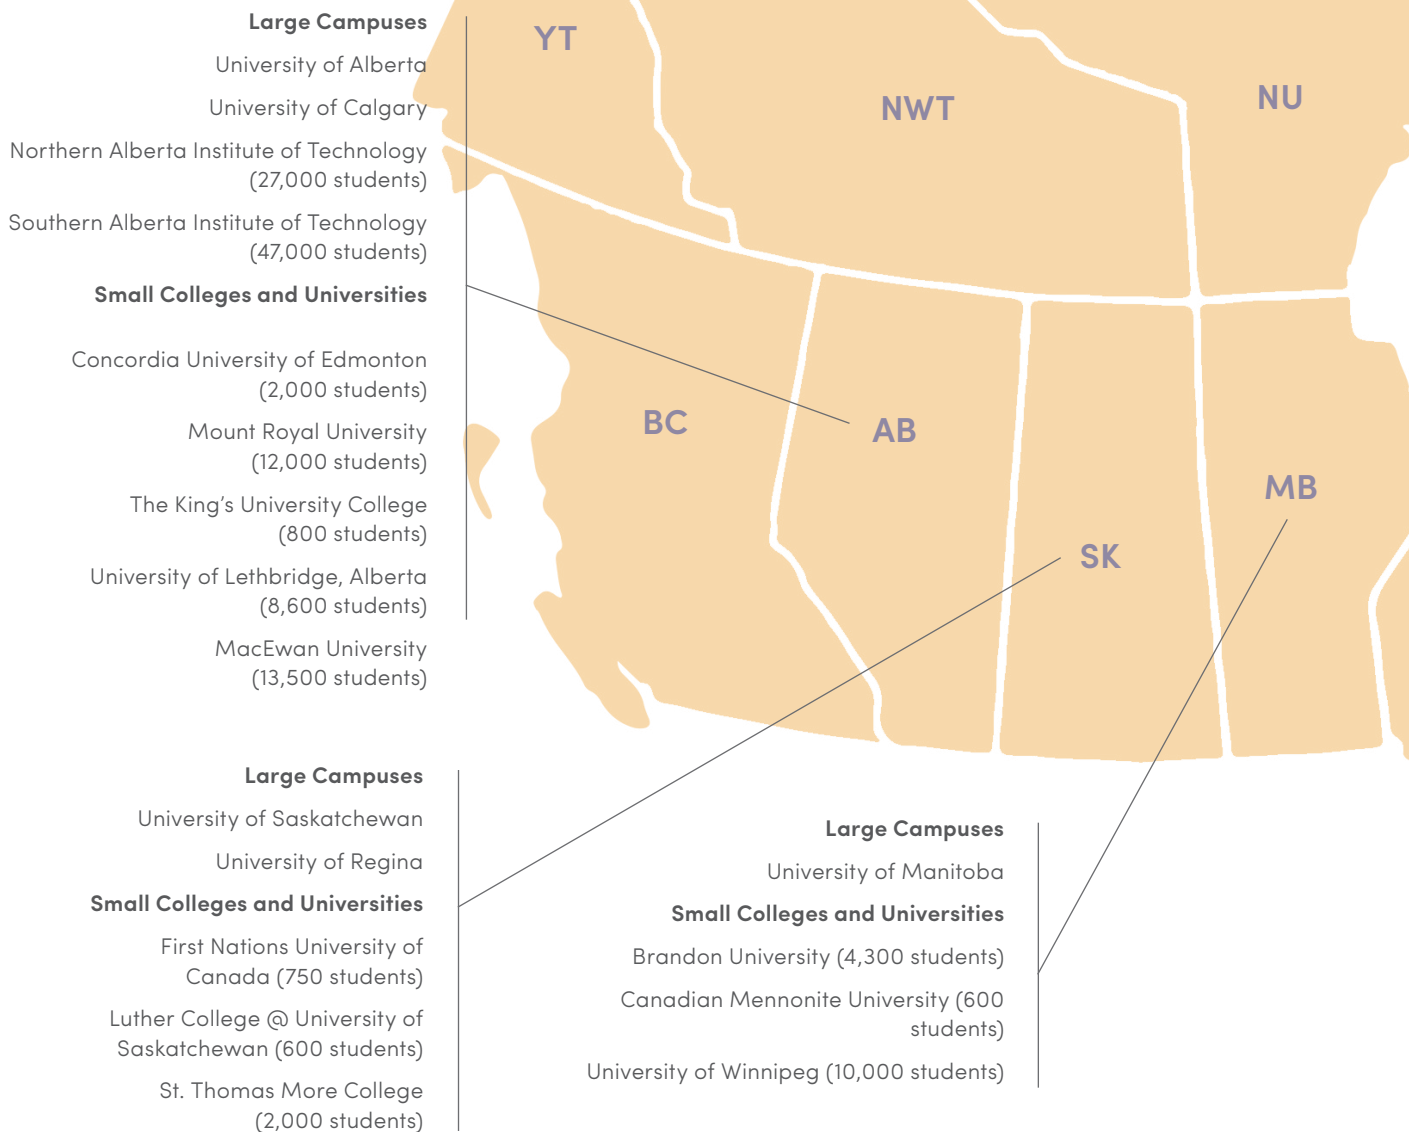 Large Campuses
University of Alberta
University of Calgary
Northern Alberta Institute of Technology
(27,000 students)
Southern Alberta Institute of Technology
(47,000 students)
Small Colleges and Universities
Concordia University of Edmonton
(2,000 students)
Mount Royal University
(12,000 students)
The King’s University College
(800 students)
University of Lethbridge, Alberta
(8,600 students)
MacEwan University
(13,500 students)
YT
NWT
NU
BC
AB
SK
MB
Large Campuses
University of Saskatchewan
University of Regina
Small Colleges and Universities
First Nations University of
Canada (750 students)
Luther College @ University of
Saskatchewan (600 students)
St. Thomas More College
(2,000 students)
Large Campuses
University of Manitoba
Small Colleges and Universities
Brandon University (4,300 students)
Canadian Mennonite University (600
students)
University of Winnipeg (10,000 students)